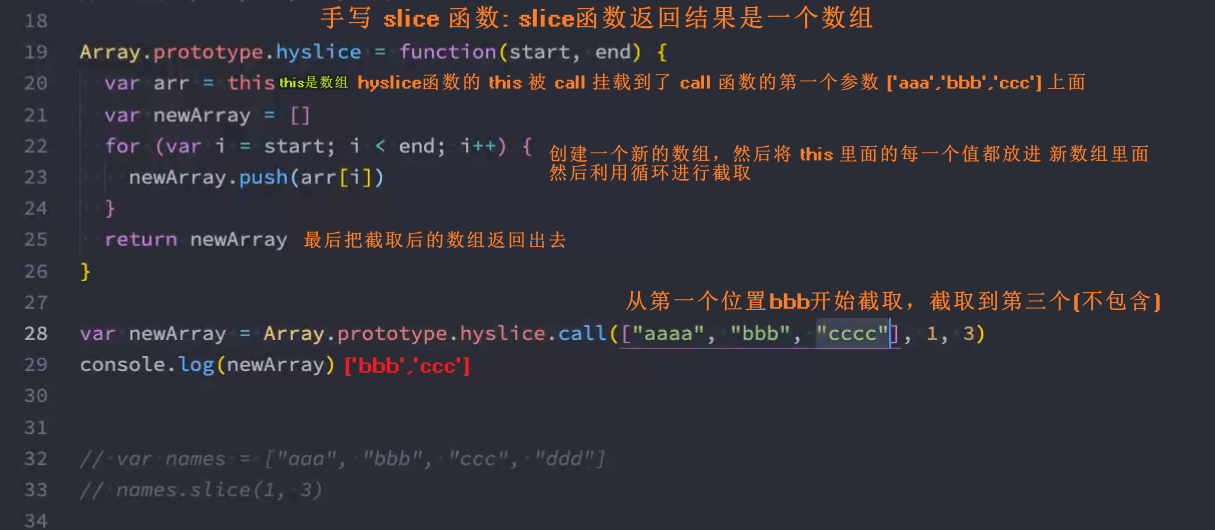 18
手写 slice 函数: slice函数返回结果是一个数组
19 Array.prototype.hyslice = function(start, end) {
20 var arr = this this是数组 hyslice函数的 this 被 call 挂载到了 call 函数的第一个参数 ['aaa','bbb','ccc'] 上面
21 var newArray = []
22 for (var i = start; i < end; i++) {
创建一个新的数组，然后将 this 里面的每一个值都放进 新数组里面
23 newArray.push(arr[i])
然后利用循环进行截取
24 }
25 return newArray 最后把截取后的数组返回出去
26 }
27
从第一个位置bbb开始截取，截取到第三个(不包含)
28 var newArray = Array.prototype.hyslice.call(["aaaa", "bbb", "cccc"], 1, 3)
29 console.log(newArray) ['bbb','ccc']
30
31
32 // var names = ["aaa", "bbb", "ccc", "ddd"]
33 // names.slice(1, 3)
34